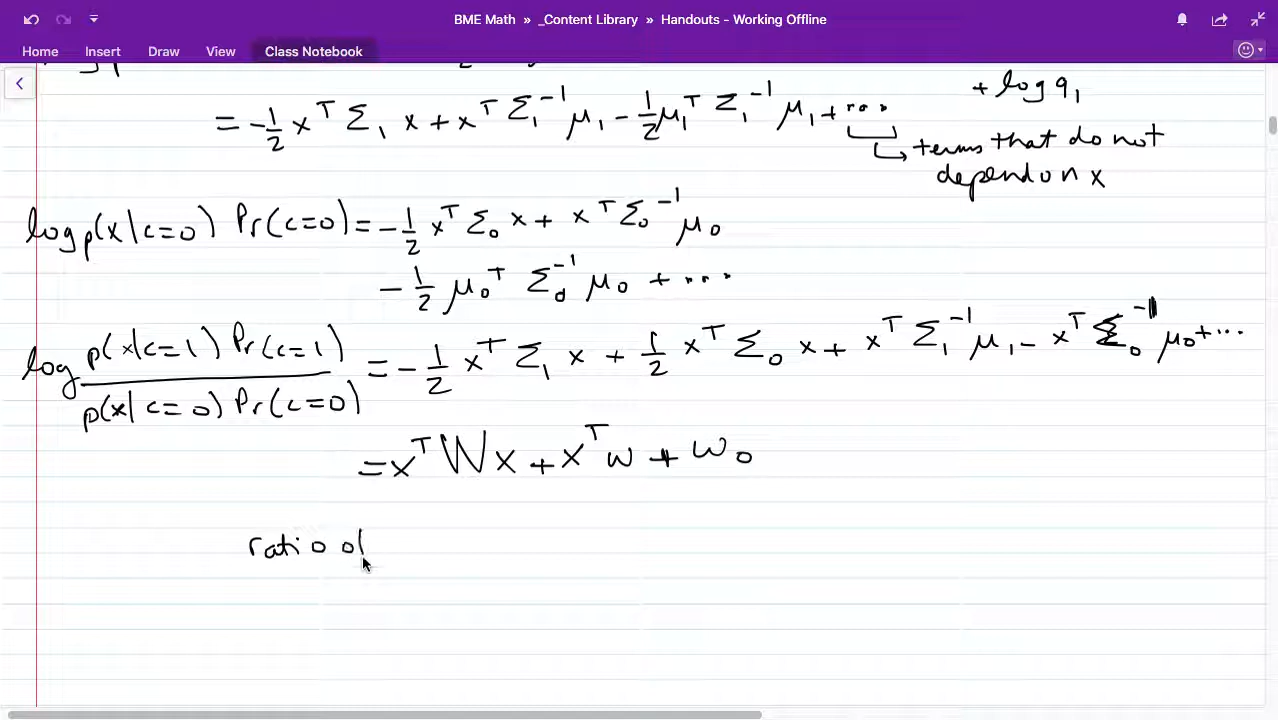 BME Math » _Content Library » Handouts - Working Offline
Home Insert Draw View Class Notebook
+ log q₁
= -1/2 xᵀ Σ₁ x + xᵀ Σ₁⁻¹ μ₁ - 1/2 μ₁ᵀ Σ₁⁻¹ μ₁ + ...
terms that do not
depend on x
log p(x|c=0) Pr(c=0) = -1/2 xᵀ Σ₀ x + xᵀ Σ₀⁻¹ μ₀
- 1/2 μ₀ᵀ Σ₀⁻¹ μ₀ + ...
log p(x|c=1) Pr(c=1) / p(x|c=0) Pr(c=0) = -1/2 xᵀ Σ₁ x + 1/2 xᵀ Σ₀ x + xᵀ Σ₁⁻¹ μ₁ - xᵀ Σ₀⁻¹ μ₀ + ...
= xᵀ W x + xᵀ w + w₀
ratio of